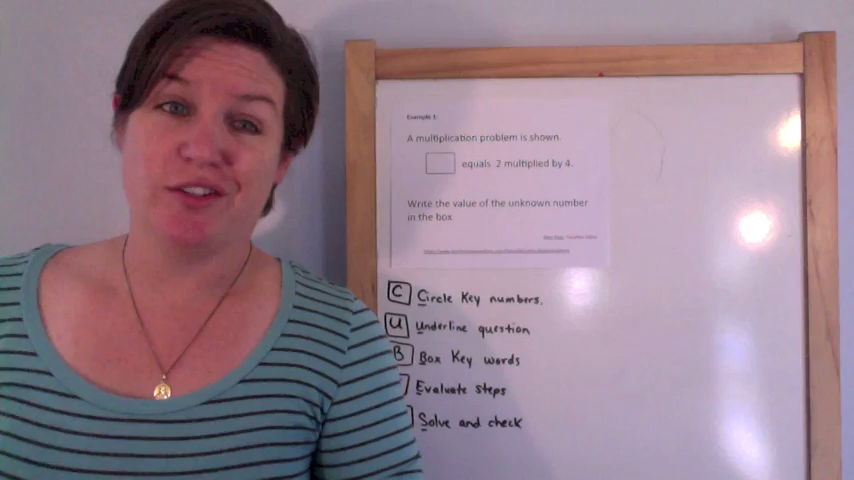 Example 1.
A multiplication problem is shown.
equals 2 multiplied by 4.
Write the value of the unknown number
in the box
C Circle Key numbers.
U Underline question
B Box Key words
Evaluate steps
Solve and check